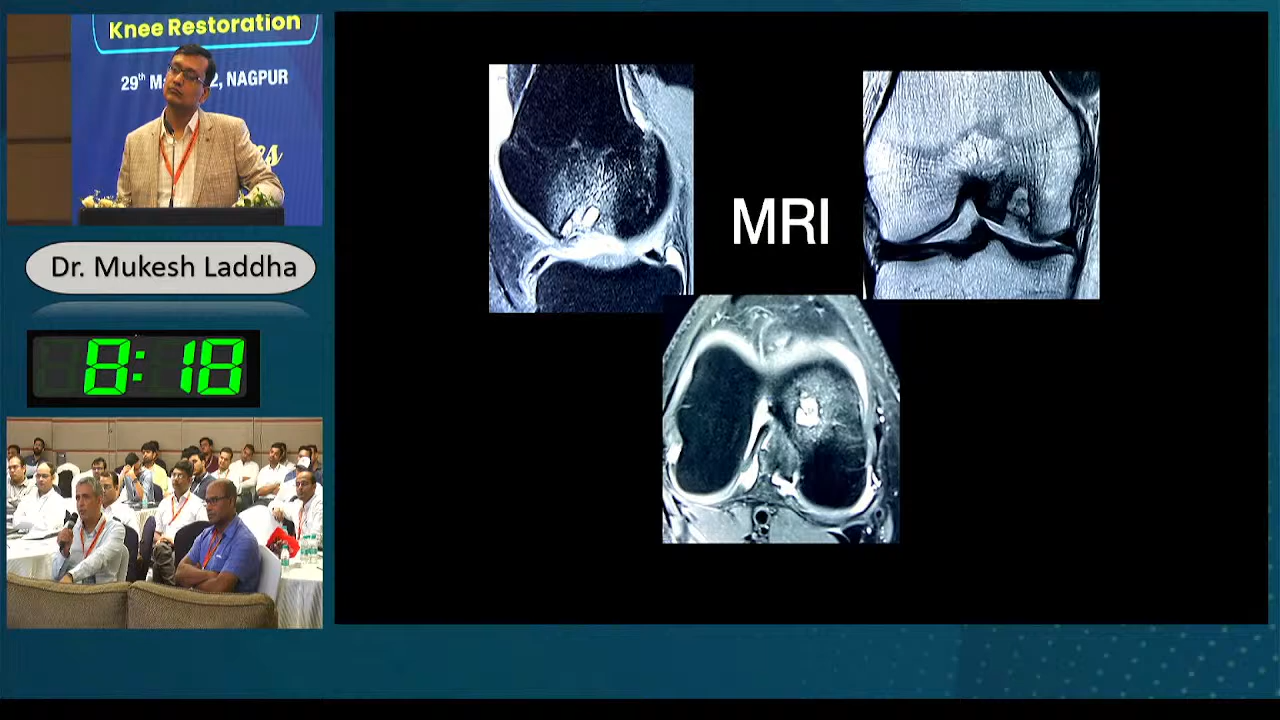 Knee Restoration
29th M 2, NAGPUR
Dr. Mukesh Laddha
8:18
MRI